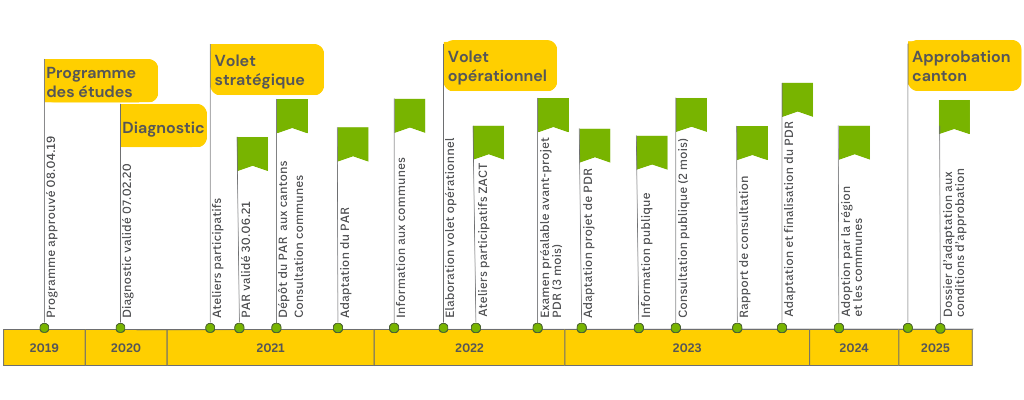 Programme
des études
Programme approuvé 08.04.19
Diagnostic
Diagnostic validé 07.02.20
Volet
stratégique
Ateliers participatifs
PAR validé 30.06.21
Dépôt du PAR aux cantons
Consultation communes
Adaptation du PAR
Information aux communes
Volet
opérationnel
Elaboration volet opérationnel
Ateliers participatifs ZACT
Examen préalable avant-projet
PDR (3 mois)
Adaptation projet de PDR
Information publique
Consultation publique (2 mois)
Rapport de consultation
Adaptation et finalisation du PDR
Adoption par la région
et les communes
Approbation
canton
Dossier d'adaptation aux
conditions d'approbation
2019
2020
2021
2022
2023
2024
2025